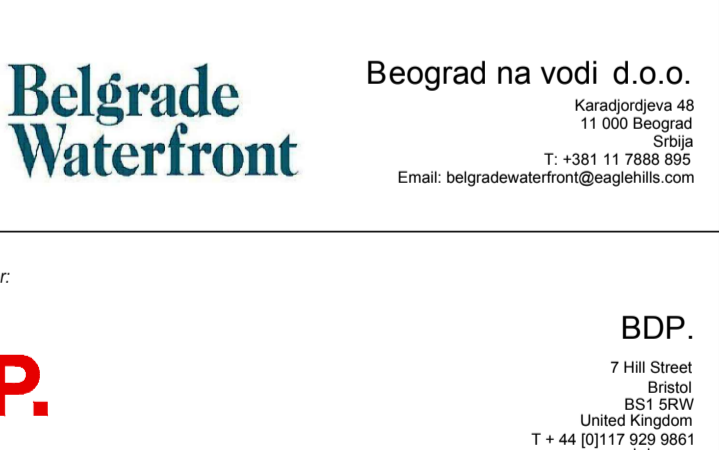 Belgrade
Waterfront
Beograd na vodi d.o.o.
Karadjordjeva 48
11 000 Beograd
Srbija
T: +381 11 7888 895
Email: belgradewaterfront@eaglehills.com
r:
P.
BDP.
7 Hill Street
Bristol
BS1 5RW
United Kingdom
T + 44 [0]117 929 9861